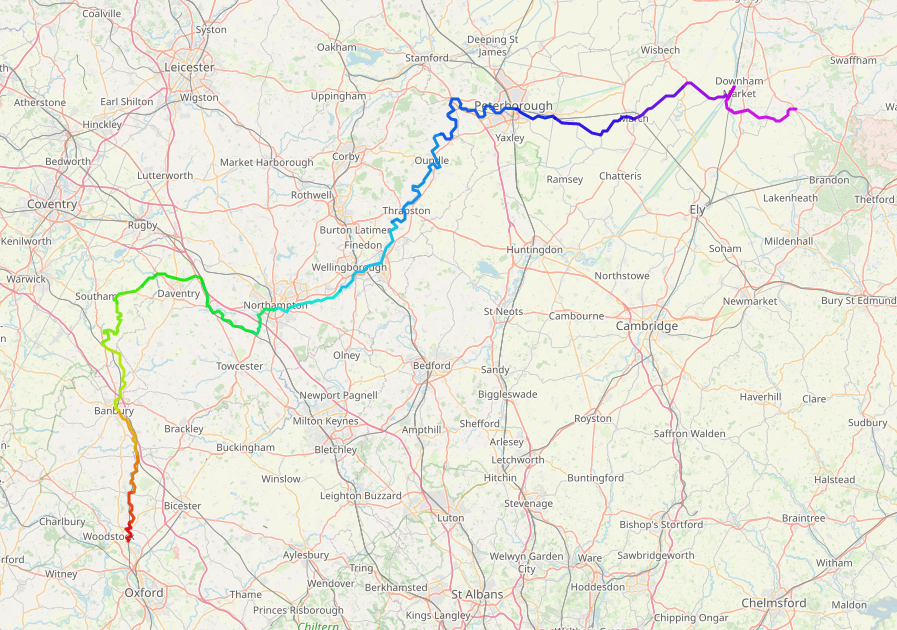 Coalville
Syston
Oakham
Deeping St
James
Stamford
Wisbech
Leicester
Swaffham
Downham
Market
Atherstone
Earl Shilton
Wigston
Uppingham
Peterborough
Hinckley
March
Yaxley
Bedworth
Market Harborough
Corby
Oundle
Lutterworth
Ramsey
Chatteris
Brandon
Rothwell
Lakenheath
Thetford
Coventry
Thrapston
Ely
Rugby
Burton Latimer
Kenilworth
Finedon
Huntingdon
Soham
Mildenhall
Warwick
Wellingborough
Northstowe
Southam
Daventry
Northampton
Newmarket
Bury St Edmund
St Neots
Cambourne
Cambridge
Olney
Towcester
Bedford
Sandy
Newport Pagnell
Biggleswade
Haverhill
Clare
Banbury
Brackley
Milton Keynes
Ampthill
Shefford
Royston
Sudbury
Buckingham
Bletchley
Arlesey
Saffron Walden
Letchworth
Winslow
Hitchin
Buntingford
Halstead
Leighton Buzzard
Bicester
Stevenage
Charlbury
Luton
Bishop's Stortford
Braintree
Woodstock
Aylesbury
Welwyn Garden
City
Ware
Sawbridgeworth
Witham
Tring
Witney
Wendover
Berkhamsted
Hoddesdon
Oxford
Thame
St Albans
Chelmsford
Maldon
Princes Risborough
Kings Langley
Chipping Ongar
Chiltern